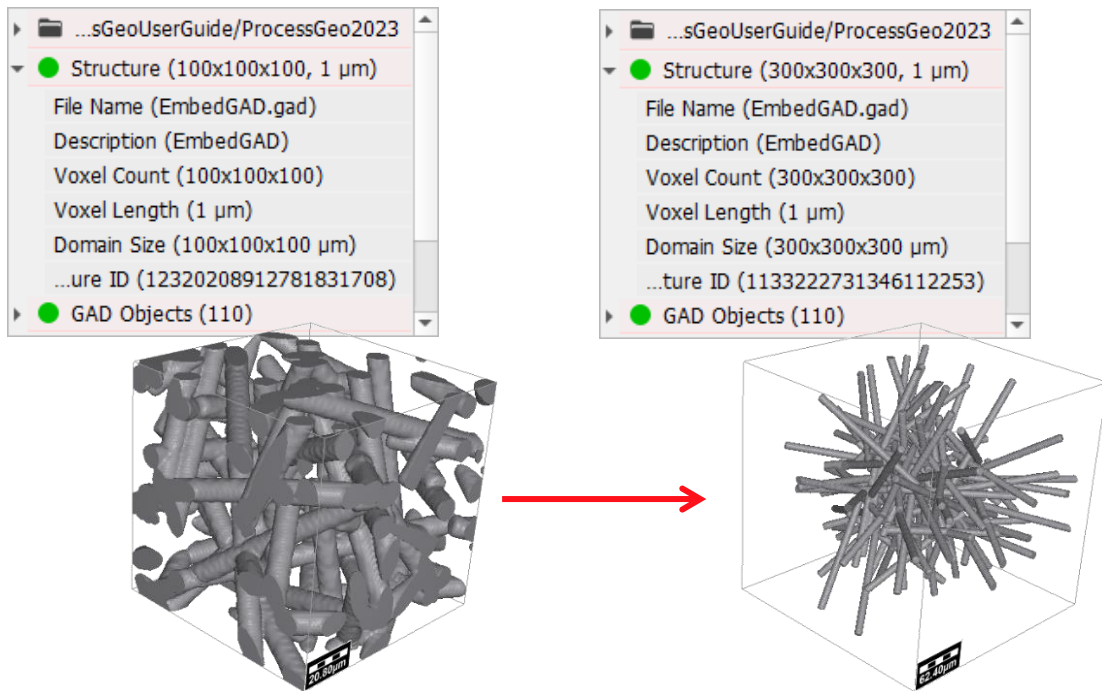 ...sGeoUserGuide/ProcessGeo2023
Structure (100x100x100, 1 µm)
File Name (EmbedGAD.gad)
Description (EmbedGAD)
Voxel Count (100x100x100)
Voxel Length (1 µm)
Domain Size (100x100x100 µm)
...ure ID (12320208912781831708)
GAD Objects (110)
20.80µm
...sGeoUserGuide/ProcessGeo2023
Structure (300x300x300, 1 µm)
File Name (EmbedGAD.gad)
Description (EmbedGAD)
Voxel Count (300x300x300)
Voxel Length (1 µm)
Domain Size (300x300x300 µm)
...ture ID (1133222731346112253)
GAD Objects (110)
62.40µm